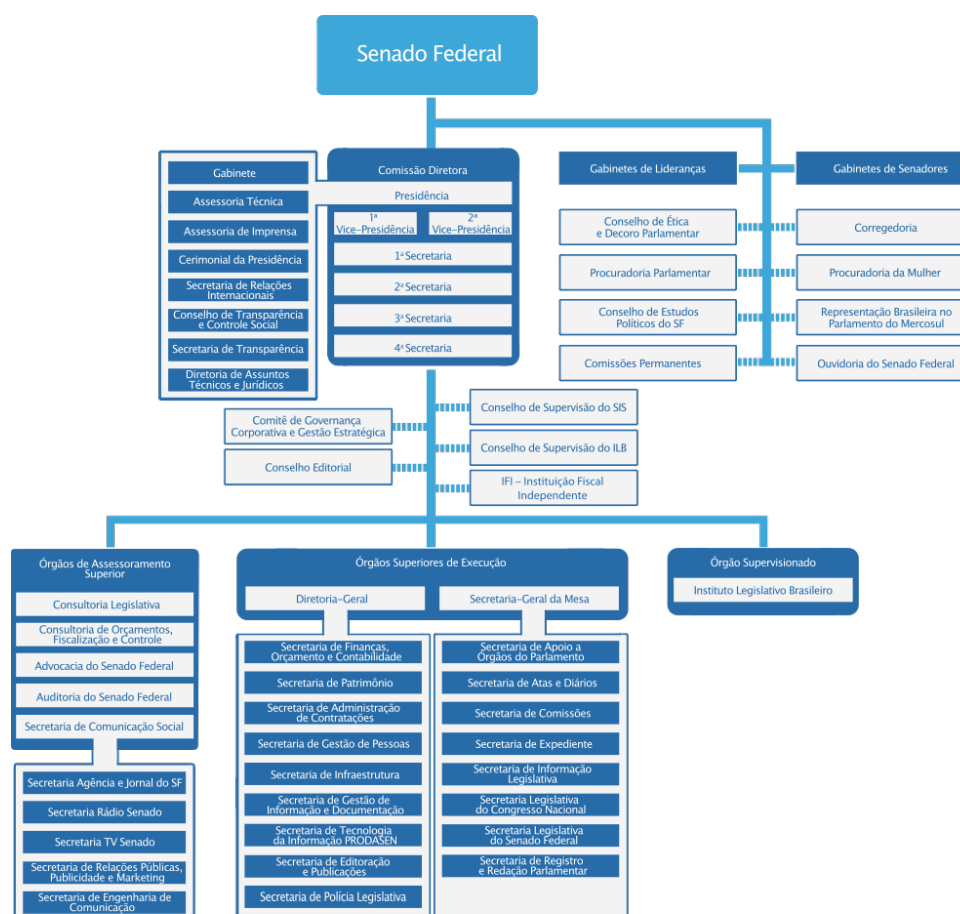 Senado Federal
Gabinete
Assessoria Técnica
Assessoria de Imprensa
Cerimonial da Presidência
Secretaria de Relações
Internacionais
Conselho de Transparência
e Controle Social
Secretaria de Transparência
Diretoria de Assuntos
Técnicos e Jurídicos
Comissão Diretora
Presidência
1ª
Vice-Presidência
2ª
Vice-Presidência
1ª Secretaria
2ª Secretaria
3ª Secretaria
4ª Secretaria
Gabinetes de Lideranças
Gabinetes de Senadores
Conselho de Ética
e Decoro Parlamentar
Corregedoria
Procuradoria Parlamentar
Procuradoria da Mulher
Conselho de Estudos
Políticos do SF
Representação Brasileira no
Parlamento do Mercosul
Comissões Permanentes
Ouvidoria do Senado Federal
Comitê de Governança
Corporativa e Gestão Estratégica
Conselho Editorial
Conselho de Supervisão do SIS
Conselho de Supervisão do ILB
IFI – Instituição Fiscal
Independente
Órgãos de Assessoramento
Superior
Consultoria Legislativa
Consultoria de Orçamentos,
Fiscalização e Controle
Advocacia do Senado Federal
Auditoria do Senado Federal
Secretaria de Comunicação Social
Secretaria Agência e Jornal do SF
Secretaria Rádio Senado
Secretaria TV Senado
Secretaria de Relações Públicas,
Publicidade e Marketing
Secretaria de Engenharia de
Comunicação
Órgãos Superiores de Execução
Diretoria-Geral
Secretaria de Finanças,
Orçamento e Contabilidade
Secretaria de Patrimônio
Secretaria de Administração
de Contratações
Secretaria de Gestão de Pessoas
Secretaria de Infraestrutura
Secretaria de Gestão de
Informação e Documentação
Secretaria de Tecnologia
da Informação PRODASEN
Secretaria de Editoração
e Publicações
Secretaria de Polícia Legislativa
Secretaria-Geral da Mesa
Secretaria de Apoio a
Órgãos do Parlamento
Secretaria de Atas e Diários
Secretaria de Comissões
Secretaria de Expediente
Secretaria de Informação
Legislativa
Secretaria Legislativa
do Congresso Nacional
Secretaria Legislativa
do Senado Federal
Secretaria de Registro
e Redação Parlamentar
Órgão Supervisionado
Instituto Legislativo Brasileiro